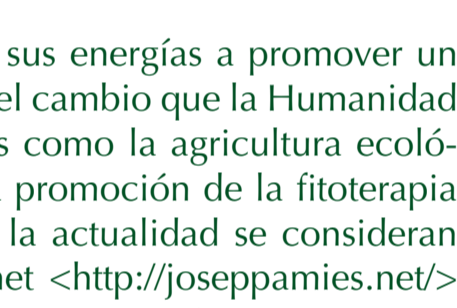 sus energías a promover un
el cambio que la Humanidad
como la agricultura ecoló-
promoción de la fitoterapia
la actualidad se consideran
<http://joseppamies.net/>